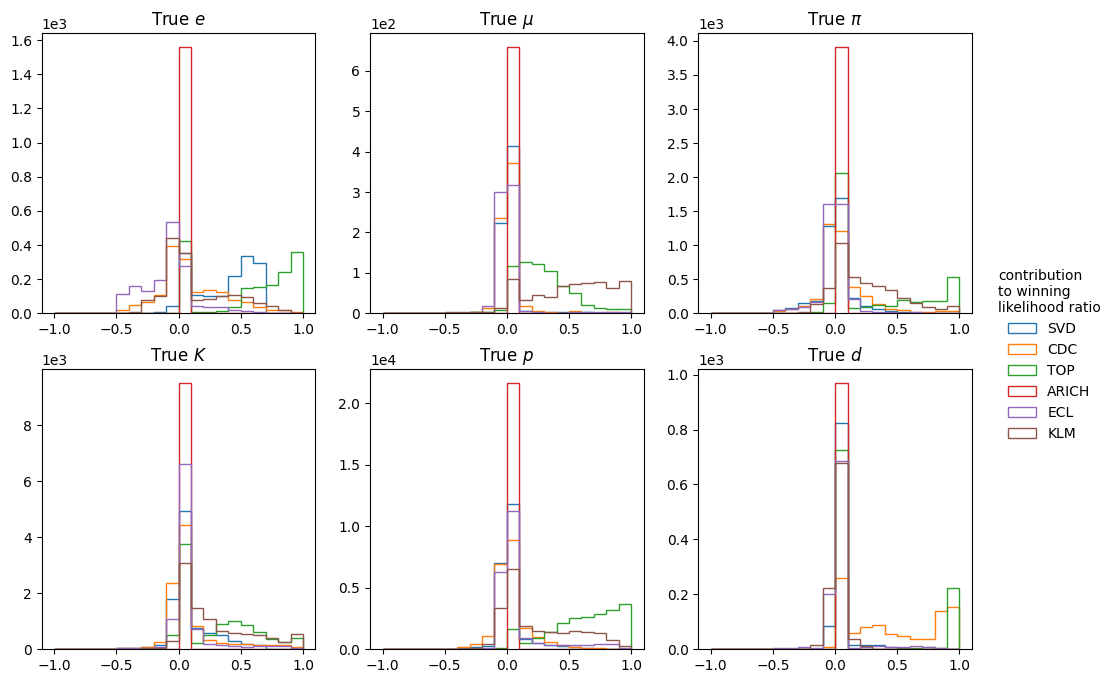 True e
1e3
1.6
1.4
1.2
1.0
0.8
0.6
0.4
0.2
0.0
−1.0 −0.5 0.0 0.5 1.0
True μ
1e2
6
5
4
3
2
1
0
−1.0 −0.5 0.0 0.5 1.0
True π
1e3
4.0
3.5
3.0
2.5
2.0
1.5
1.0
0.5
0.0
−1.0 −0.5 0.0 0.5 1.0
True K
1e3
8
6
4
2
0
−1.0 −0.5 0.0 0.5 1.0
True p
1e4
2.0
1.5
1.0
0.5
0.0
−1.0 −0.5 0.0 0.5 1.0
True d
1e3
1.0
0.8
0.6
0.4
0.2
0.0
−1.0 −0.5 0.0 0.5 1.0
contribution
to winning
likelihood ratio
SVD
CDC
TOP
ARICH
ECL
KLM